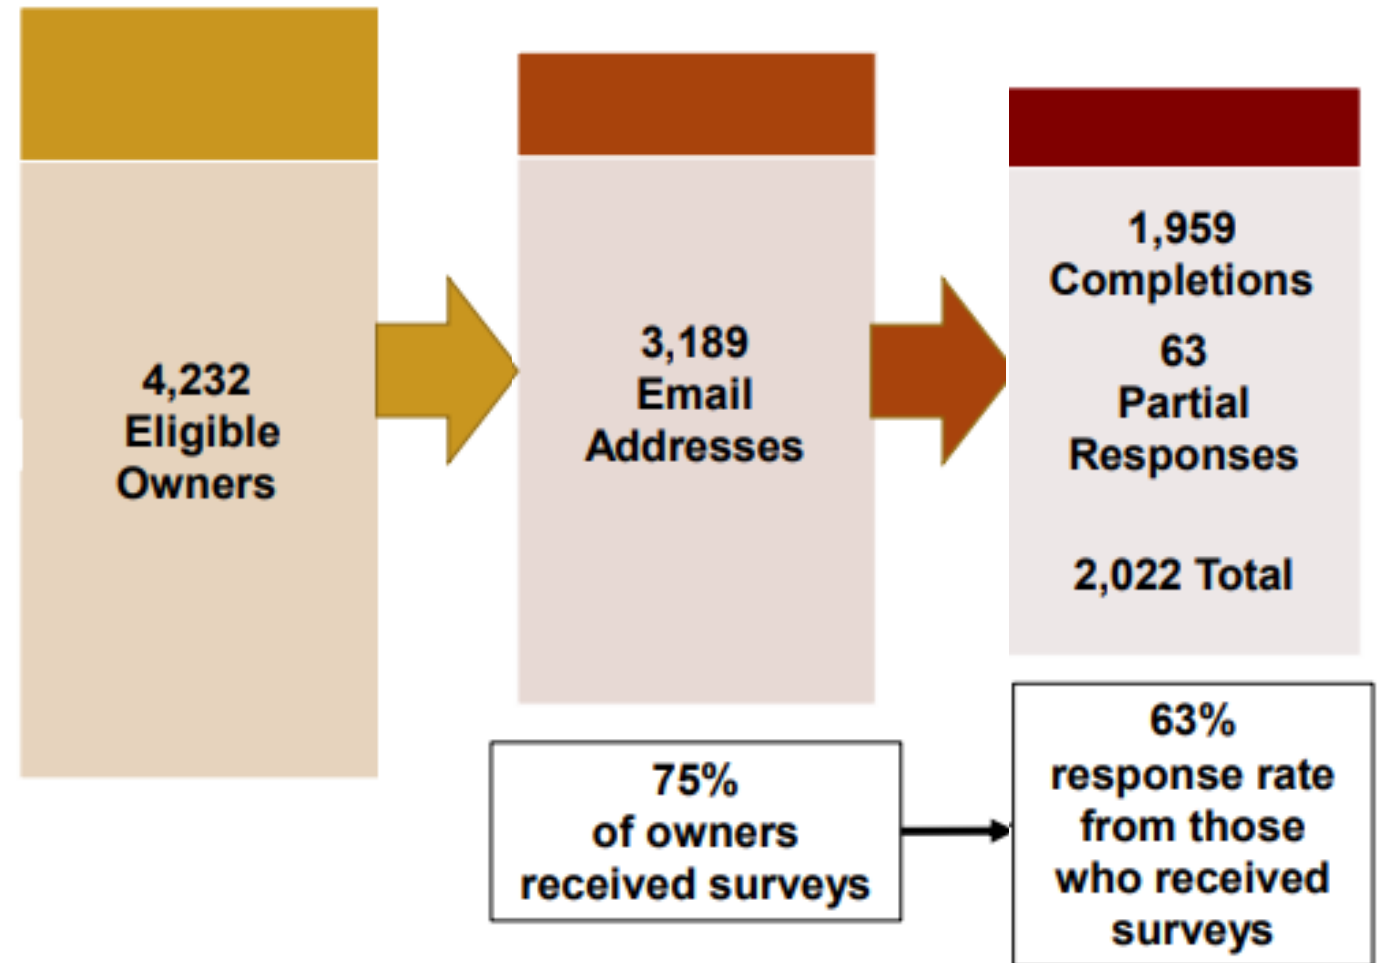 4,232
Eligible
Owners
3,189
Email
Addresses
1,959
Completions
63
Partial
Responses
2,022 Total
75%
of owners
received surveys
63%
response rate
from those
who received
surveys